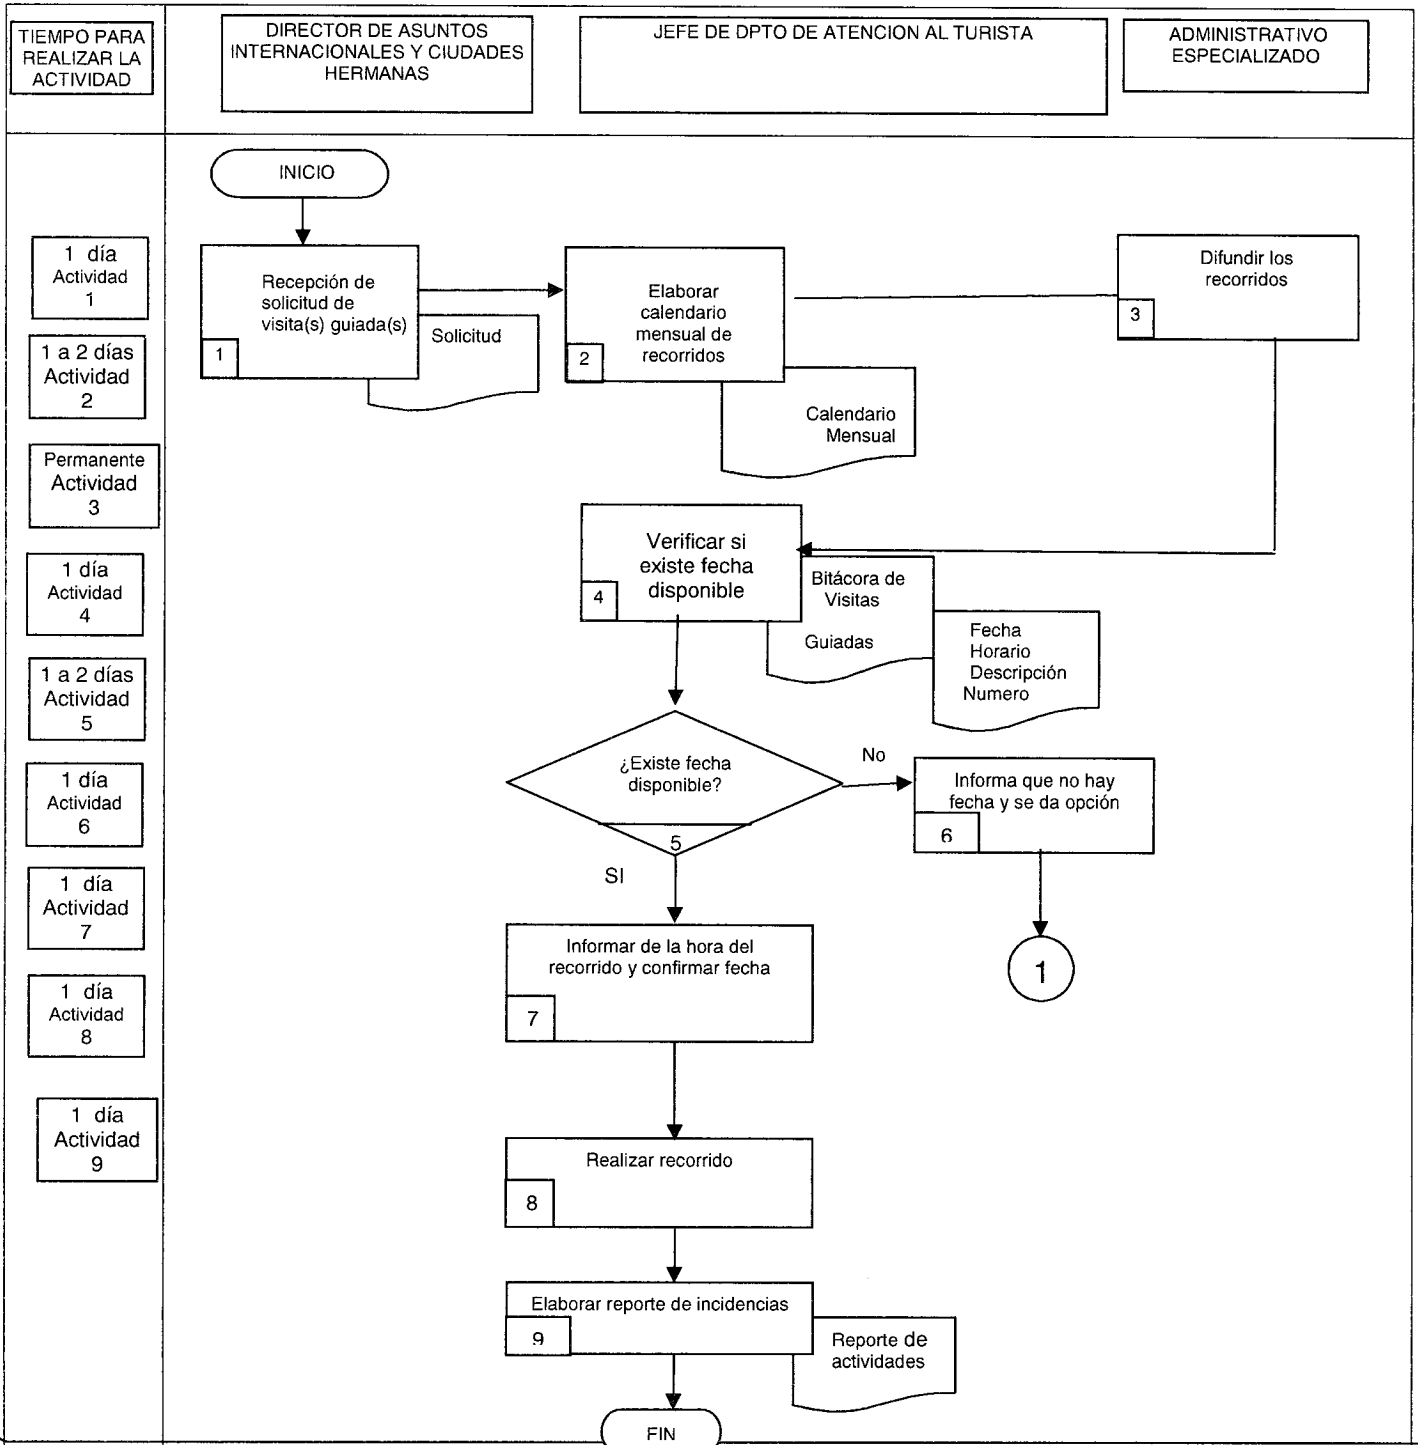 TIEMPO PARA
REALIZAR LA
ACTIVIDAD
DIRECTOR DE ASUNTOS
INTERNACIONALES Y CIUDADES
HERMANAS
JEFE DE DPTO DE ATENCION AL TURISTA
ADMINISTRATIVO
ESPECIALIZADO
INICIO
1 día
Actividad
1
Recepción de
solicitud de
visita(s) guiada(s)
1
Solicitud
Elaborar
calendario
mensual de
recorridos
2
Calendario
Mensual
Difundir los
recorridos
3
1 a 2 días
Actividad
2
Permanente
Actividad
3
Verificar si
existe fecha
disponible
4
Bitácora de
Visitas
Guiadas
Fecha
Horario
Descripción
Numero
1 día
Actividad
4
1 a 2 días
Actividad
5
¿Existe fecha
disponible?
5
No
Informa que no hay
fecha y se da opción
6
1 día
Actividad
6
SI
1
1 día
Actividad
7
Informar de la hora del
recorrido y confirmar fecha
7
1 día
Actividad
8
1 día
Actividad
9
Realizar recorrido
8
Elaborar reporte de incidencias
9
Reporte de
actividades
FIN